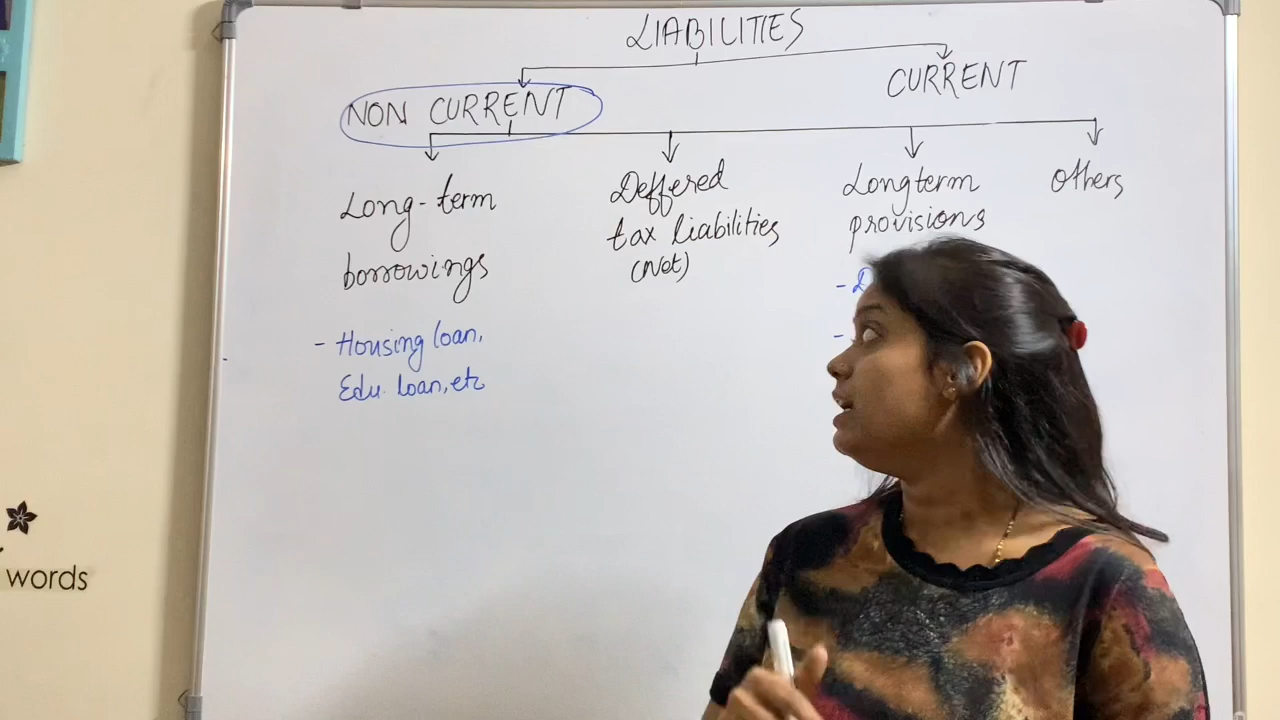 LIABILITIES
NON CURRENT
CURRENT
Long-term
borrowings
- Housing loan,
Edu. loan, etc
Deffered
tax liabilities
(Net)
Longterm
provisions
-
-
Others
words